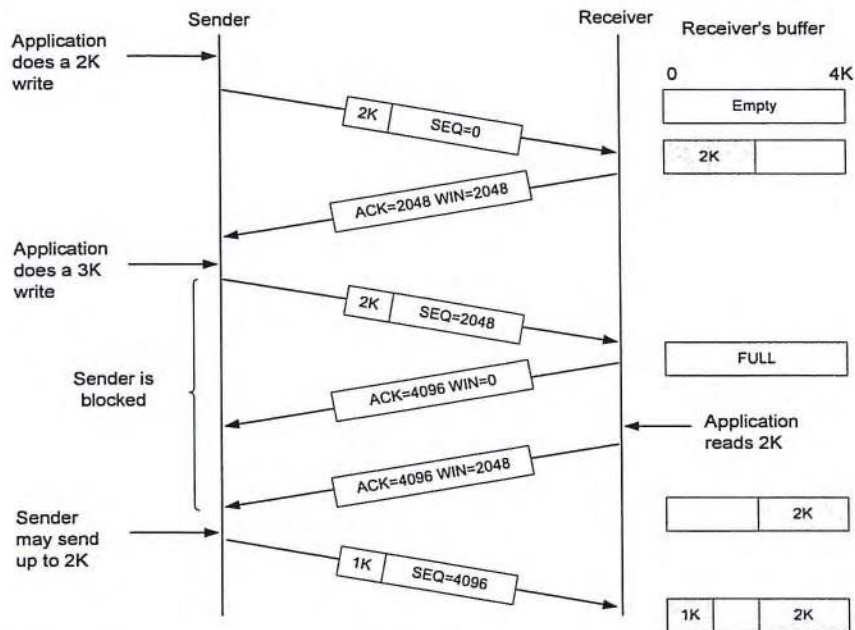 Sender
Receiver
Receiver's buffer
Application
does a 2K
write
0
4K
Empty
2K
SEQ=0
2K
ACK=2048 WIN=2048
Application
does a 3K
write
2K
SEQ=2048
FULL
Sender is
blocked
ACK=4096 WIN=0
Application
reads 2K
ACK=4096 WIN=2048
2K
Sender
may send
up to 2K
1K
SEQ=4096
1K
2K